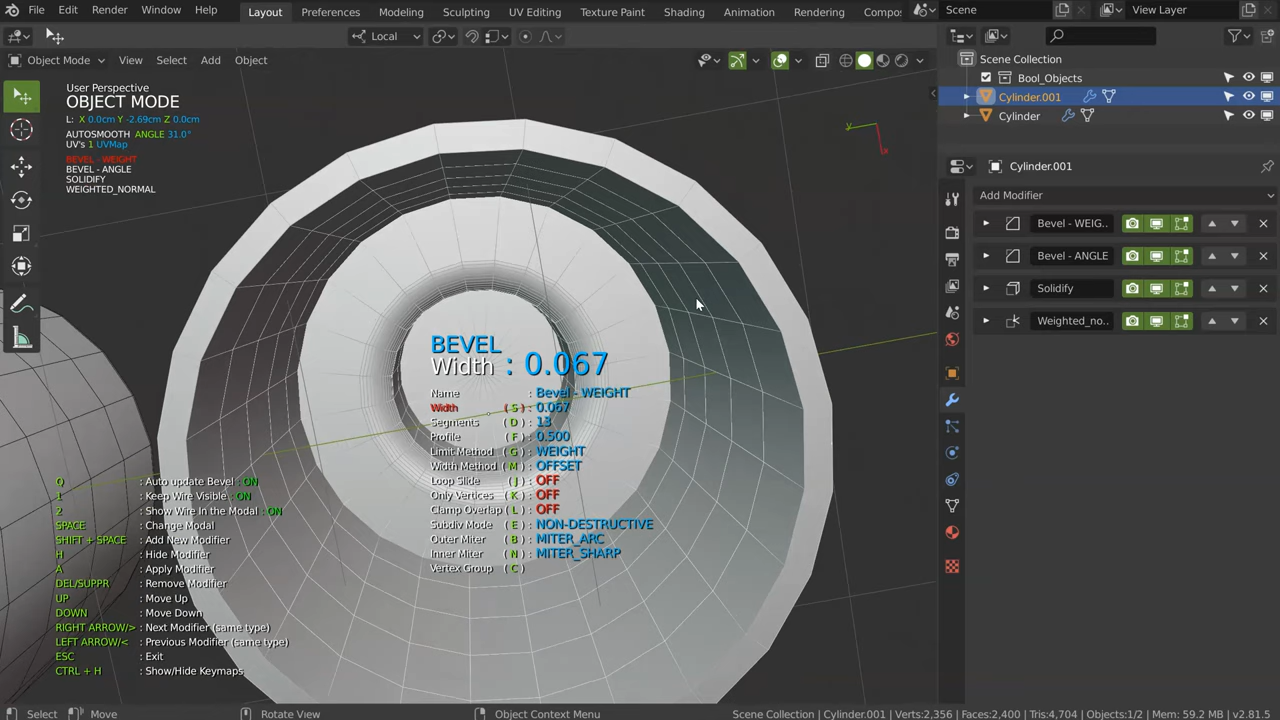 File Edit Render Window Help Layout Preferences Modeling Sculpting UV Editing Texture Paint Shading Animation Rendering Compos Scene View Layer
Local
Object Mode View Select Add Object
Scene Collection
Bool_Objects
Cylinder.001
Cylinder
User Perspective
OBJECT MODE
L: X 0.0cm Y -2.69cm Z 0.0cm
AUTOSMOOTH ANGLE 31.0°
UV's 1 UVMap
BEVEL - WEIGHT
BEVEL - ANGLE
SOLIDIFY
WEIGHTED_NORMAL
y
x
Cylinder.001
Add Modifier
Bevel - WEIG..
Bevel - ANGLE
Solidify
Weighted_no..
BEVEL
Width : 0.067
Name : Bevel - WEIGHT
Width ( S ) : 0.067
Segments ( D ) : 13
Profile ( F ) : 0.500
Limit Method ( G ) : WEIGHT
Width Method ( M ) : OFFSET
Loop Slide ( J ) : OFF
Only Vertices ( K ) : OFF
Clamp Overlap ( L ) : OFF
Subdiv Mode ( E ) : NON-DESTRUCTIVE
Outer Miter ( B ) : MITER_ARC
Inner Miter ( N ) : MITER_SHARP
Vertex Group ( C )
Q : Auto update Bevel : ON
1 : Keep Wire Visible : ON
2 : Show Wire In the Modal : ON
SPACE : Change Modal
SHIFT + SPACE : Add New Modifier
H : Hide Modifier
A : Apply Modifier
DEL/SUPPR : Remove Modifier
UP : Move Up
DOWN : Move Down
RIGHT ARROW/> : Next Modifier (same type)
LEFT ARROW/< : Previous Modifier (same type)
ESC : Exit
CTRL + H : Show/Hide Keymaps
Select Move Rotate View Object Context Menu Scene Collection | Cylinder.001 | Verts:2,356 | Faces:2,400 | Tris:4,704 | Objects:1/2 | Mem: 59.2 MB | v2.81.5